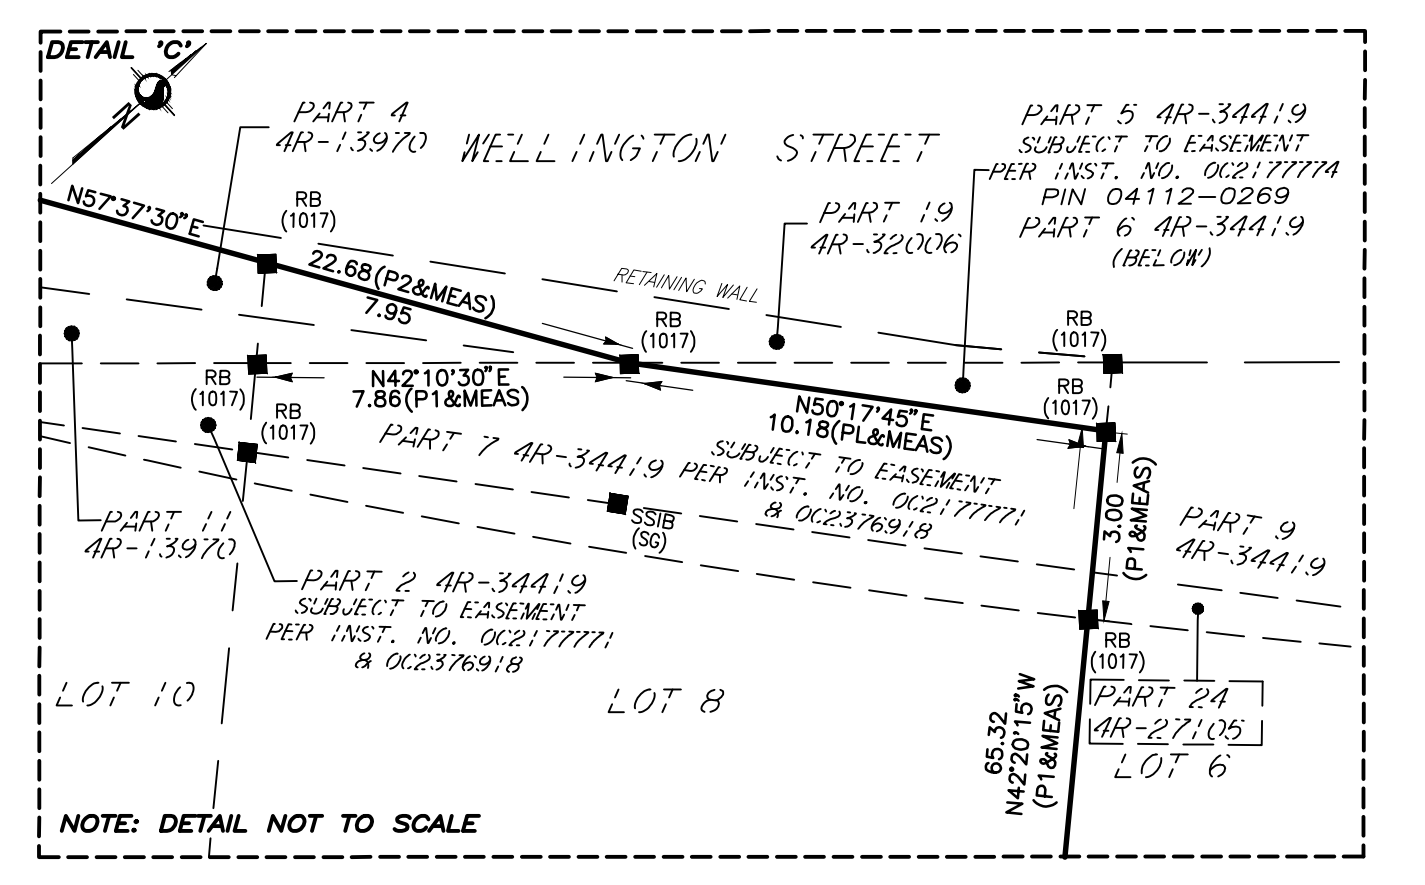 DETAIL 'C'
N
PART 4
4R-13970
WELLINGTON STREET
PART 5 4R-34419
SUBJECT TO EASEMENT
PER INST. NO. OC2177774
PIN 04112-0269
PART 6 4R-34419
(BELOW)
N57°37'30"E
RB
(1017)
PART 19
4R-32006
22.68(P2&MEAS)
7.95
RETAINING WALL
RB
(1017)
RB
(1017)
RB
(1017)
N42°10'30"E
7.86(P1&MEAS)
RB
(1017)
RB
(1017)
N50°17'45"E
10.18(PL&MEAS)
PART 7 4R-34419
SUBJECT TO EASEMENT
PER INST. NO. OC2177771
& OC2376918
SSIB
(SG)
3.00
(P1&MEAS)
PART 9
4R-34419
PART 11
4R-13970
PART 2 4R-34419
SUBJECT TO EASEMENT
PER INST. NO. OC2177771
& OC2376918
RB
(1017)
LOT 10
LOT 8
65.32
N42°20'15"W
(P1&MEAS)
PART 24
4R-27105
LOT 6
NOTE: DETAIL NOT TO SCALE